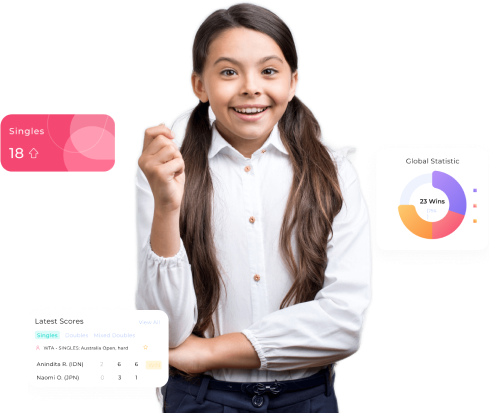 Singles
18
Global Statistic
23 Wins
Latest Scores
View All
Singles Doubles Mixed Doubles
WTA - SINGLES: Australia Open, hard
Anindita R. (IDN) 6 6
Naomi O. (JPN) 0 3 1